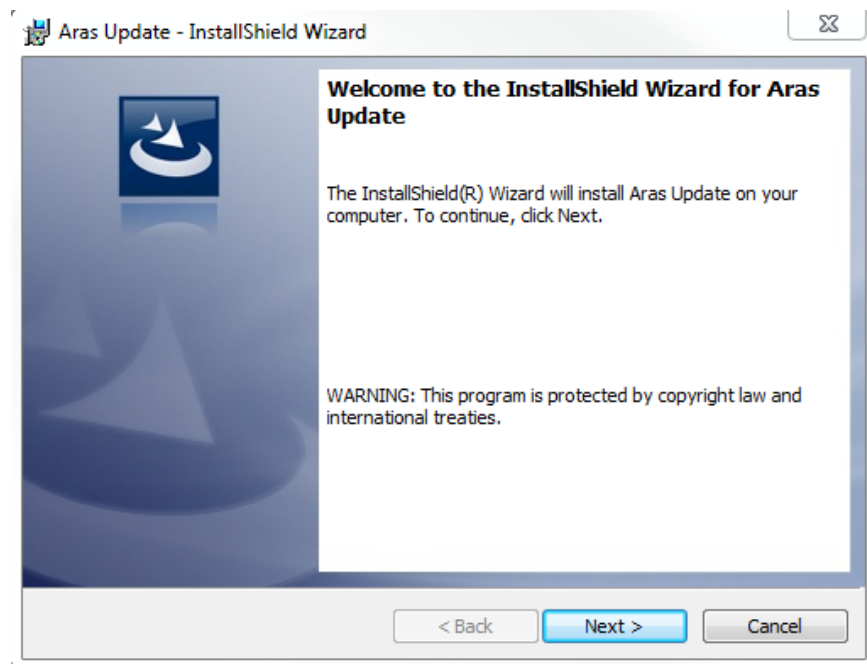 Aras Update - InstallShield Wizard
Welcome to the InstallShield Wizard for Aras
Update
The InstallShield(R) Wizard will install Aras Update on your
computer. To continue, click Next.
WARNING: This program is protected by copyright law and
international treaties.
< Back
Next >
Cancel